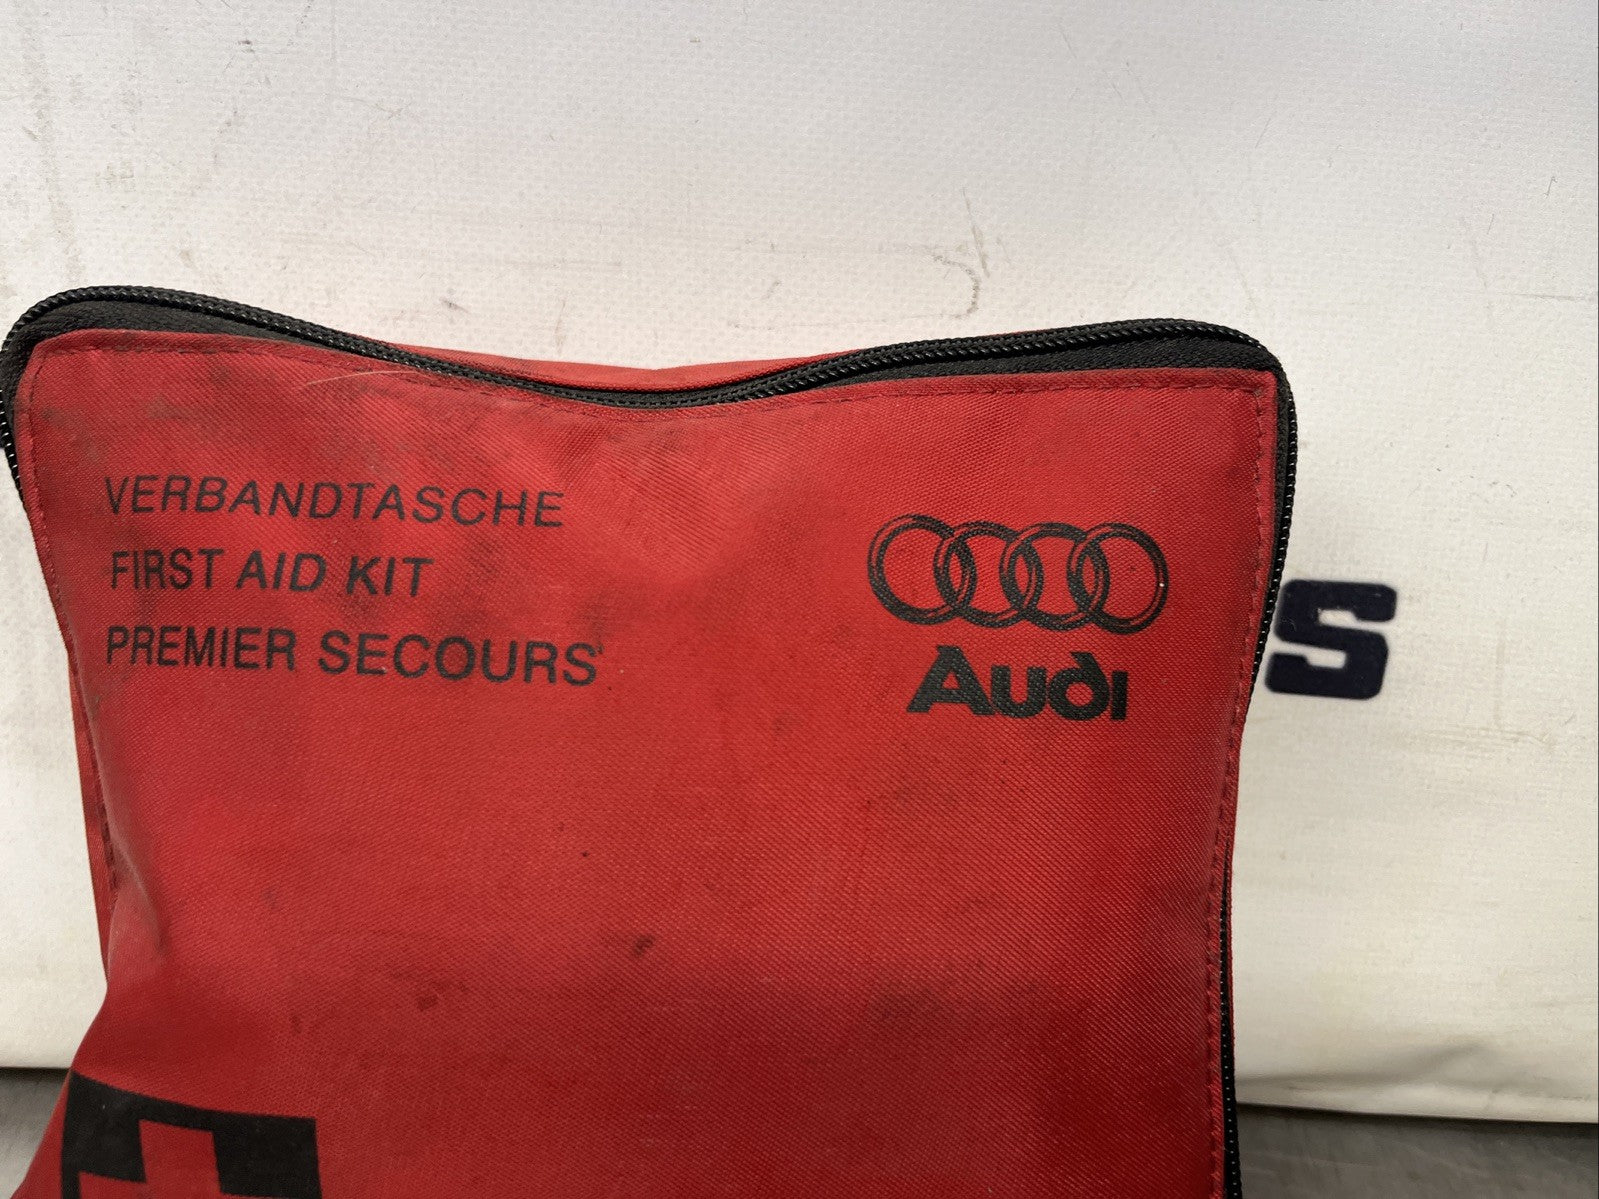 VERBANDTASCHE
FIRST AID KIT
PREMIER SECOURS
Audi
S